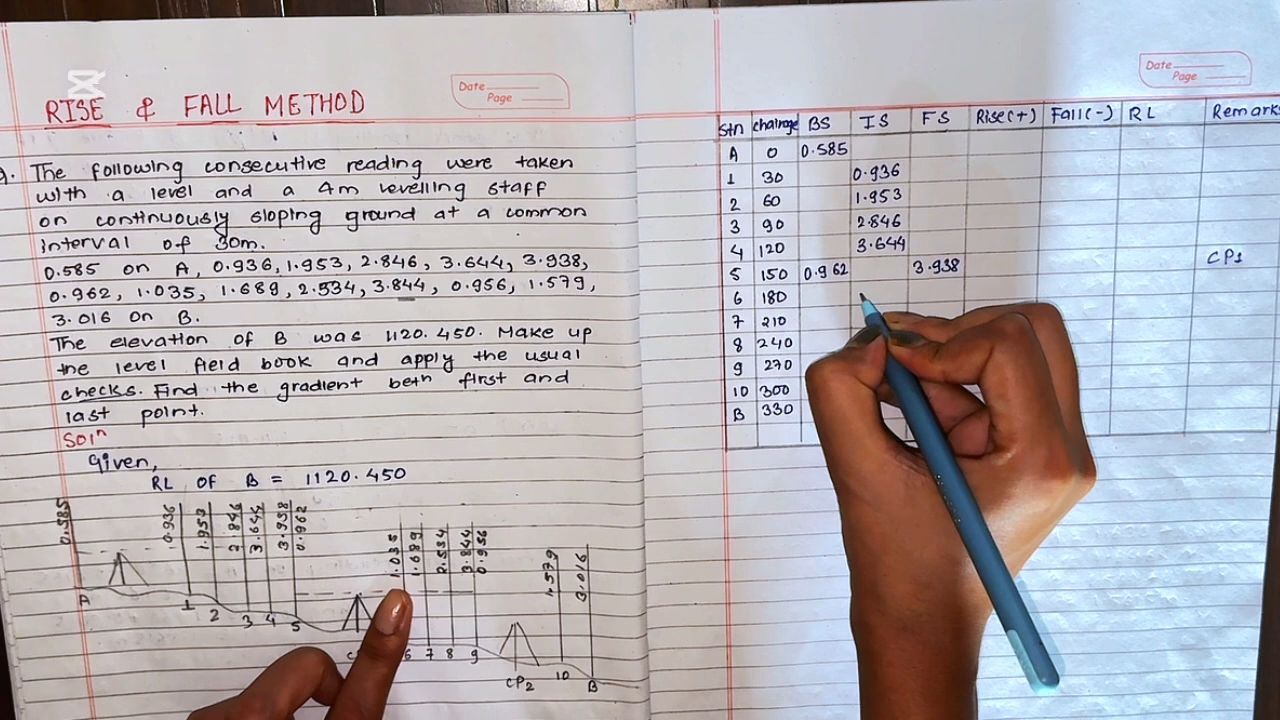 RISE & FALL METHOD
Date
Page
Q. The following consecutive reading were taken
with a level and a 4m levelling staff
on continuously sloping ground at a common
interval of 30m.
0.585 on A, 0.936, 1.953, 2.846, 3.644, 3.938,
0.962, 1.035, 1.689, 2.534, 3.844, 0.956, 1.579,
3.016 on B.
The elevation of B was 1120.450. Make up
the level field book and apply the usual
checks. Find the gradient betn first and
last point.
Soln
Given,
RL OF B = 1120.450
0.585 0.936 1.953 2.846 3.644 3.938 0.962 1.035 1.689 2.534 3.844 0.956 1.579 3.016
A 1 2 3 4 5 6 7 8 9 CP2 10 B
Date
Page
Stn chainage BS IS FS Rise(+) Fall(-) RL Remark
A 0 0.585
1 30 0.936
2 60 1.953
3 90 2.846
4 120 3.644
5 150 0.962 3.938 CP1
6 180
7 210
8 240
9 270
10 300
B 330